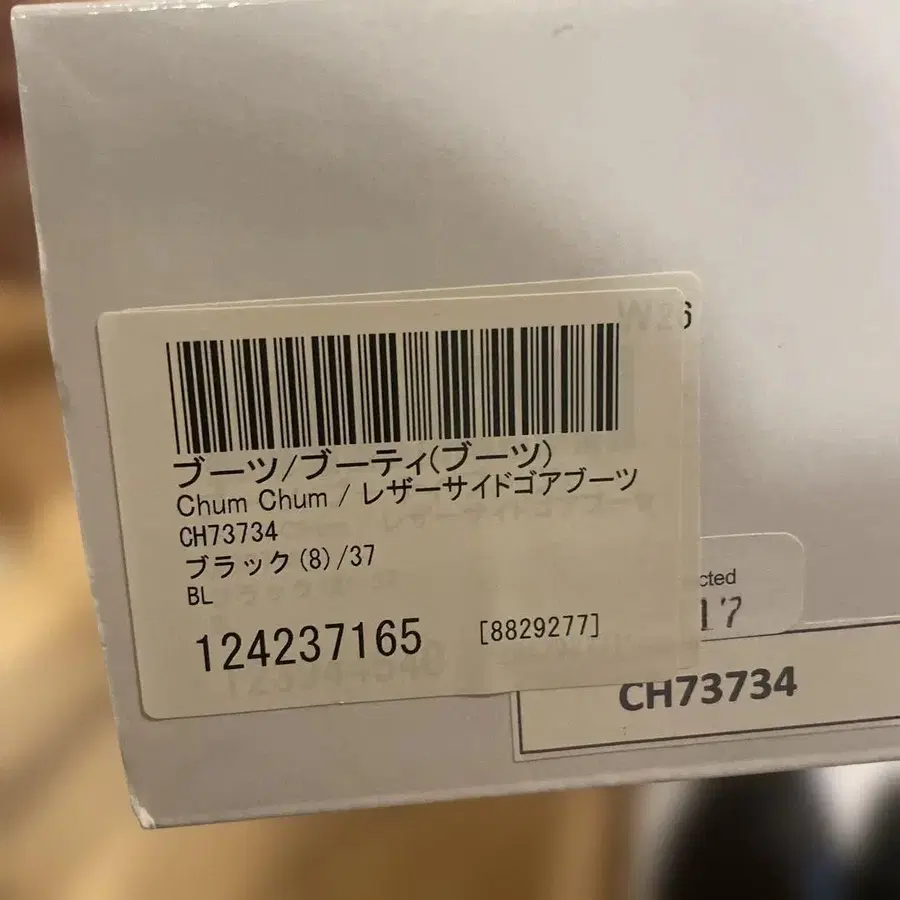 W26
ブーツ/ブーティ(ブーツ)
Chum Chum / レザーサイドゴアブーツ
CH73734
ブラック(8)/37
BL
124237165 [8829277]
cted
17
CH73734